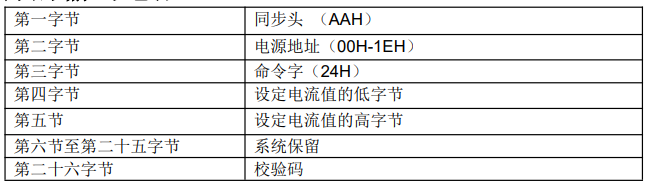 第一字节 同步头 （AAH）
第二字节 电源地址（00H-1EH）
第三字节 命令字（24H）
第四字节 设定电流值的低字节
第五节 设定电流值的高字节
第六节至第二十五字节 系统保留
第二十六字节 校验码